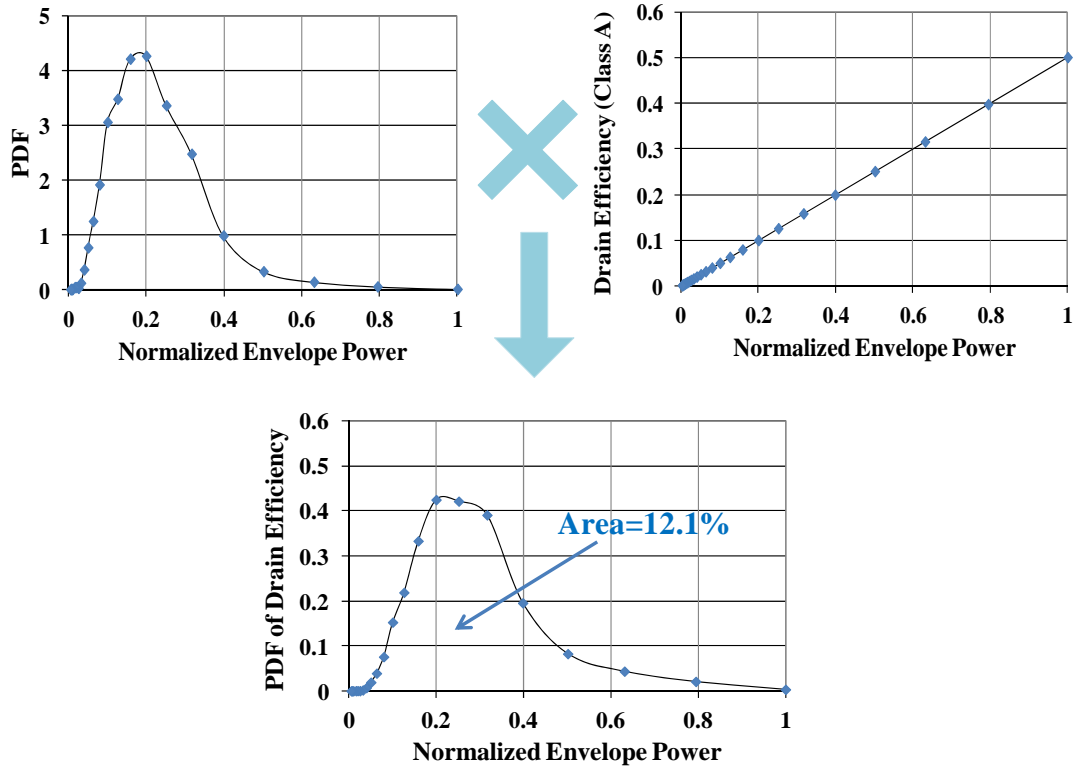 5
4
3
2
1
0
PDF
0 0.2 0.4 0.6 0.8 1
Normalized Envelope Power
0.6
0.5
0.4
0.3
0.2
0.1
0
Drain Efficiency (Class A)
0 0.2 0.4 0.6 0.8 1
Normalized Envelope Power
0.6
0.5
0.4
0.3
0.2
0.1
0
PDF of Drain Efficiency
Area=12.1%
0 0.2 0.4 0.6 0.8 1
Normalized Envelope Power